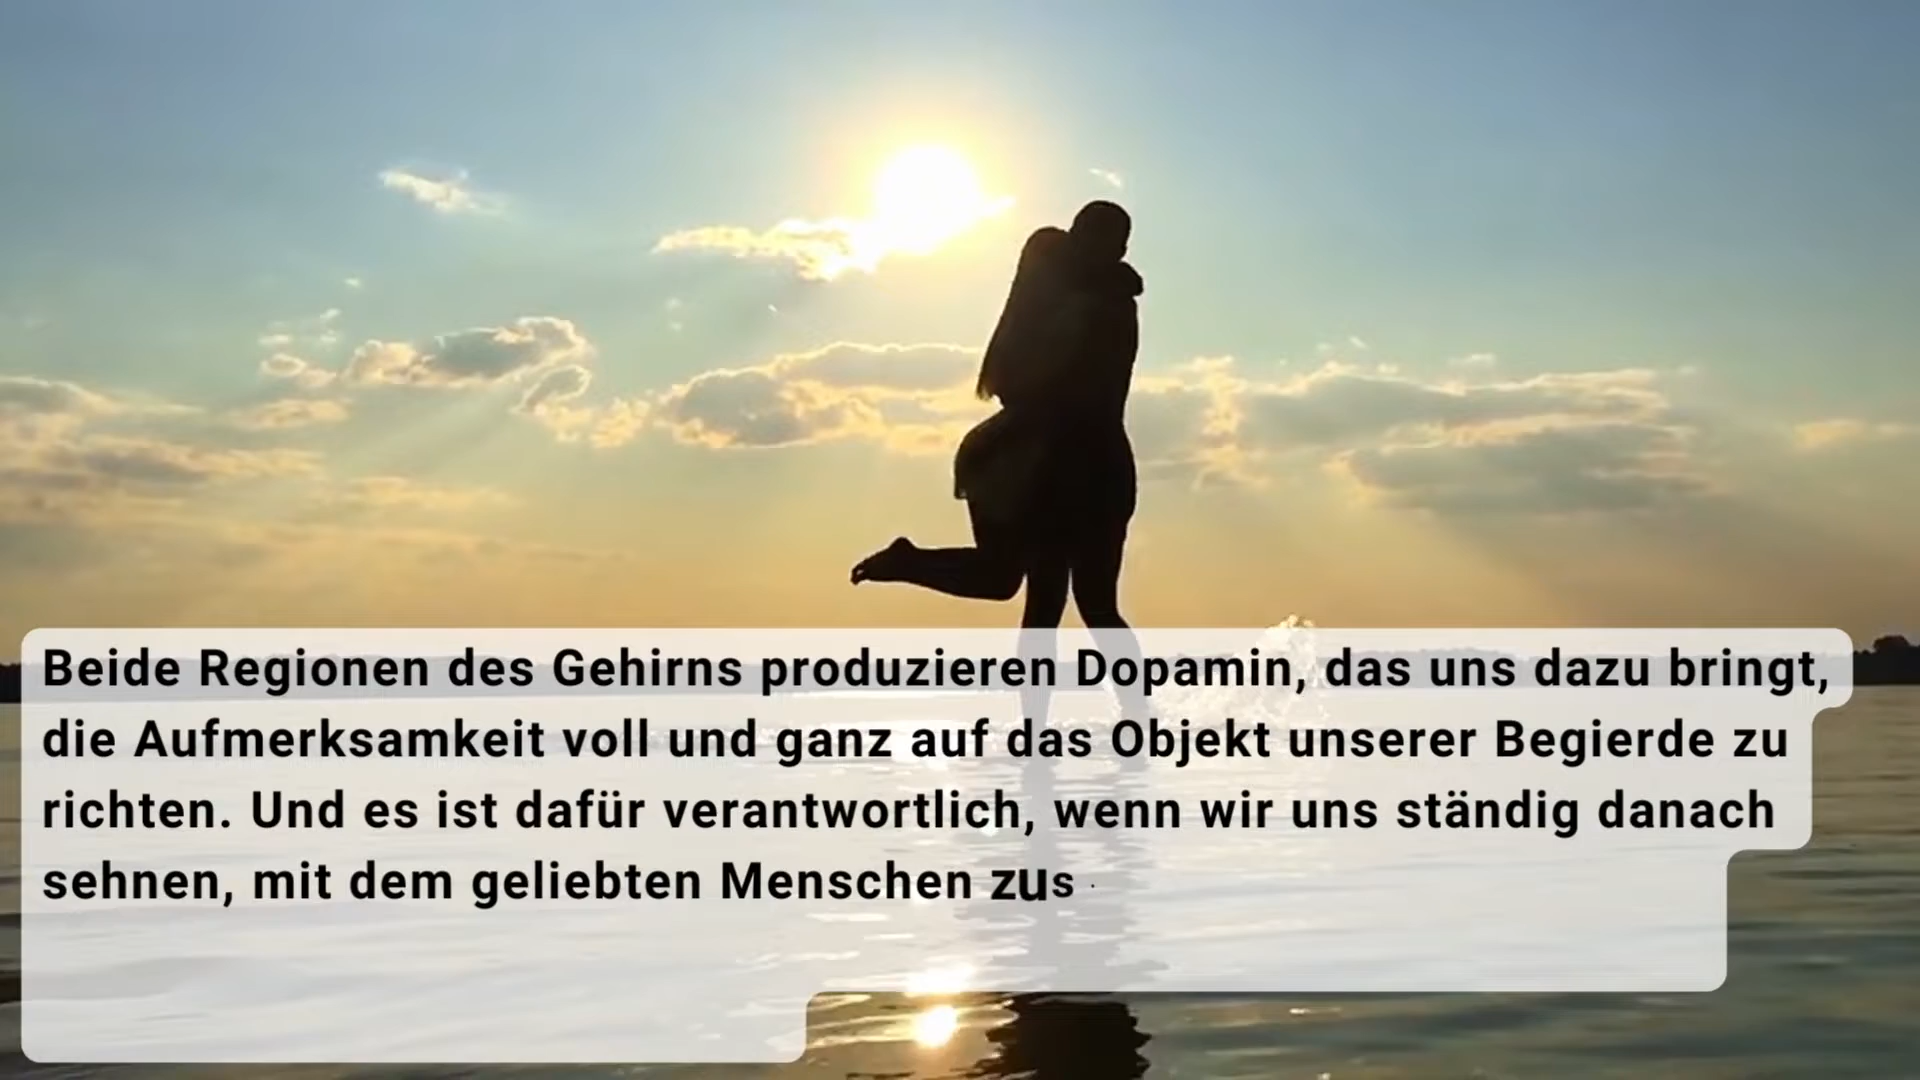 Beide Regionen des Gehirns produzieren Dopamin, das uns dazu bringt,
die Aufmerksamkeit voll und ganz auf das Objekt unserer Begierde zu
richten. Und es ist dafür verantwortlich, wenn wir uns ständig danach
sehnen, mit dem geliebten Menschen zus